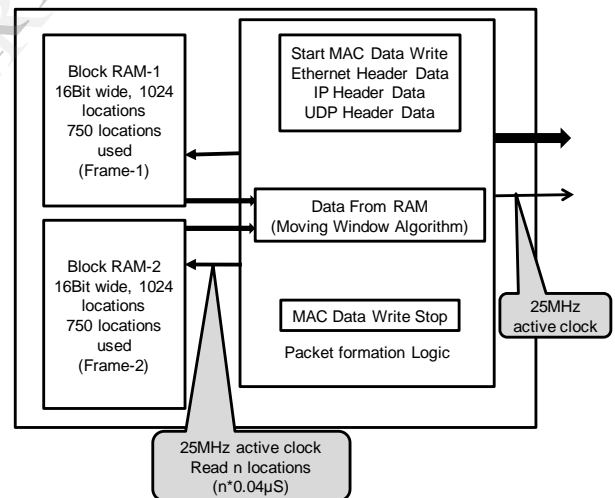 Block RAM-1
16Bit wide, 1024
locations
750 locations
used
(Frame-1)
Start MAC Data Write
Ethernet Header Data
IP Header Data
UDP Header Data
Data From RAM
(Moving Window Algorithm)
Block RAM-2
16Bit wide, 1024
locations
750 locations
used
(Frame-2)
MAC Data Write Stop
Packet formation Logic
25MHz
active clock
25MHz active clock
Read n locations
(n*0.04µS)